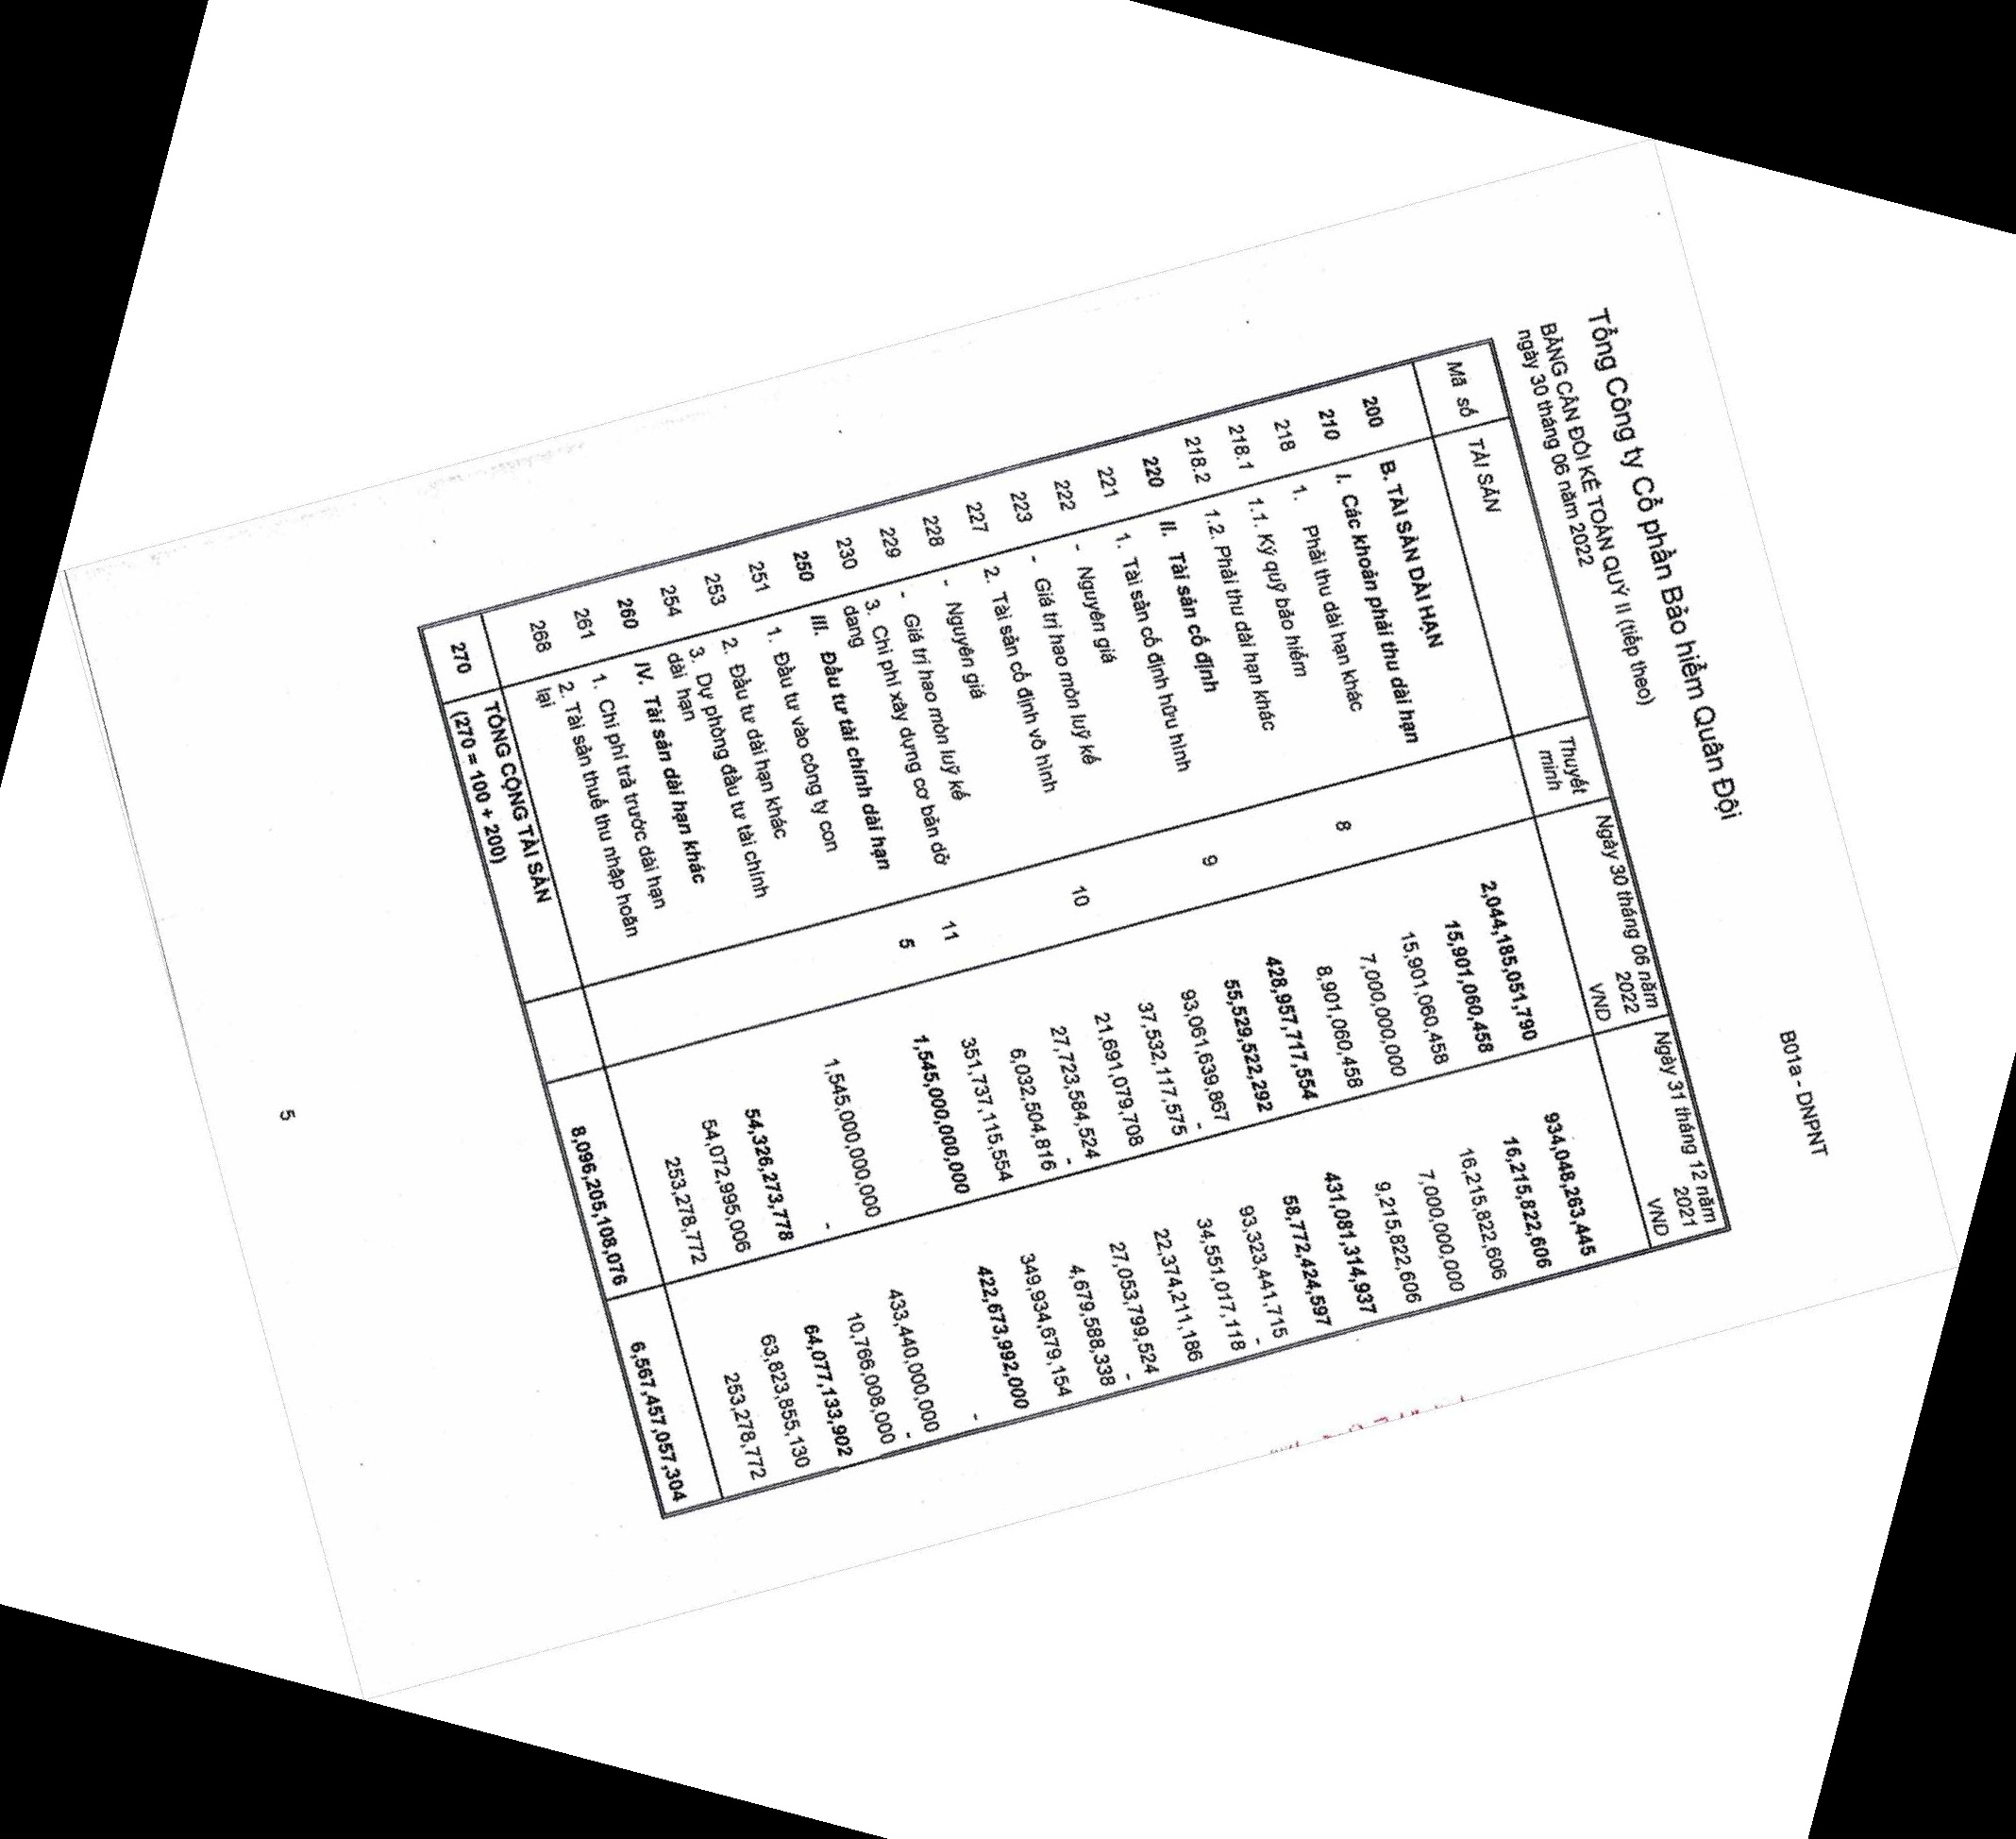 B01a - DNPNT
Tổng Công ty Cổ phần Bảo hiểm Quân Đội
BẢNG CÂN ĐỐI KẾ TOÁN QUÝ II (tiếp theo)
ngày 30 tháng 06 năm 2022
Mã số TÀI SẢN Thuyết minh Ngày 30 tháng 06 năm 2022 VND Ngày 31 tháng 12 năm 2021 VND
200 B. TÀI SẢN DÀI HẠN 2,044,185,051,790 934,048,263,445
210 I. Các khoản phải thu dài hạn 15,901,060,458 16,215,822,606
218 1. Phải thu dài hạn khác 8 15,901,060,458 16,215,822,606
218.1 1.1. Ký quỹ bảo hiểm 7,000,000,000 7,000,000,000
218.2 1.2. Phải thu dài hạn khác 8,901,060,458 9,215,822,606
220 II. Tài sản cố định 428,957,717,554 431,081,314,937
221 1. Tài sản cố định hữu hình 9 55,529,522,292 58,772,424,597
222 - Nguyên giá 93,061,639,867 93,323,441,715
223 - Giá trị hao mòn luỹ kế - 37,532,117,575 - 34,551,017,118
227 2. Tài sản cố định vô hình 10 21,691,079,708 22,374,211,186
228 - Nguyên giá 27,723,584,524 27,053,799,524
229 - Giá trị hao mòn luỹ kế - 6,032,504,816 - 4,679,588,338
230 3. Chi phí xây dựng cơ bản dở dang 11 351,737,115,554 349,934,679,154
250 III. Đầu tư tài chính dài hạn 5 1,545,000,000,000 422,673,992,000
251 1. Đầu tư vào công ty con -
253 2. Đầu tư dài hạn khác 1,545,000,000,000 433,440,000,000
254 3. Dự phòng đầu tư tài chính dài hạn - - 10,766,008,000
260 IV. Tài sản dài hạn khác 54,326,273,778 64,077,133,902
261 1. Chi phí trả trước dài hạn 54,072,995,006 63,823,855,130
268 2. Tài sản thuế thu nhập hoãn lại 253,278,772 253,278,772
270 TỔNG CỘNG TÀI SẢN (270 = 100 + 200) 8,096,205,108,076 6,567,457,057,304
5